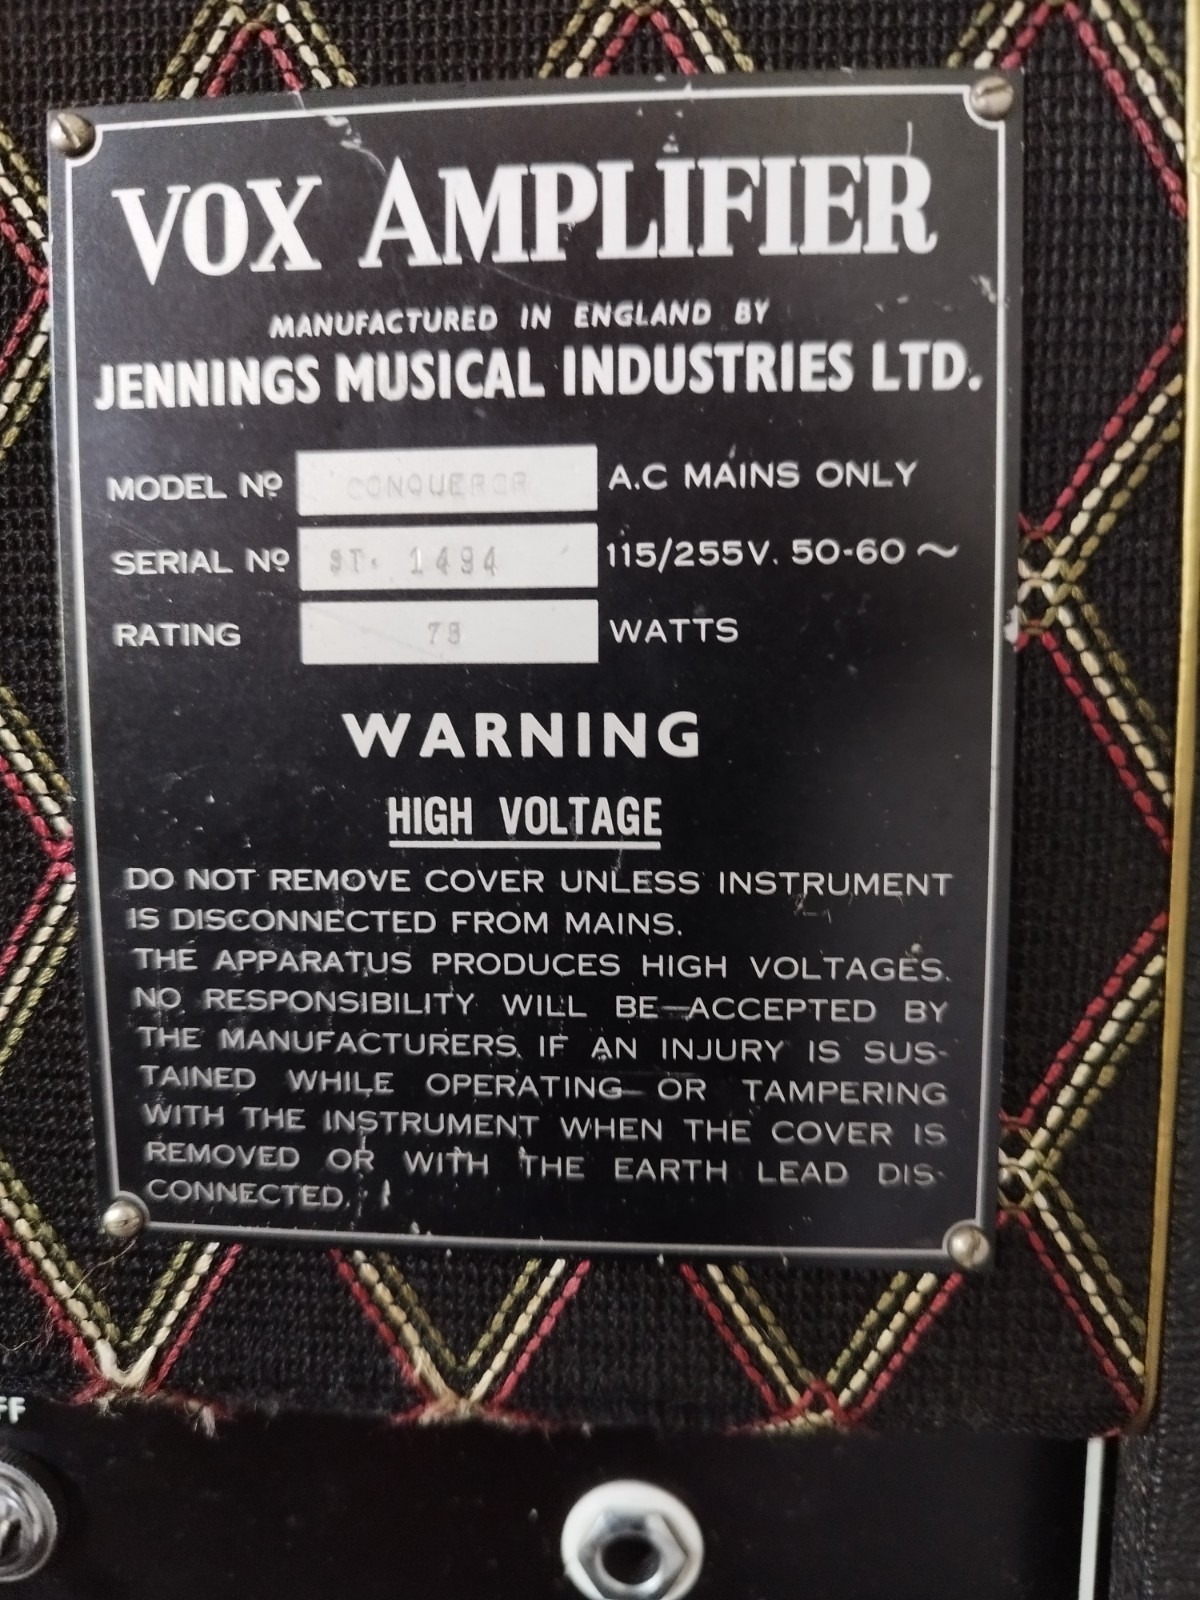 VOX AMPLIFIER
MANUFACTURED IN ENGLAND BY
JENNINGS MUSICAL INDUSTRIES LTD.
MODEL Nº CONQUEROR A.C MAINS ONLY
SERIAL Nº ST. 1494 115/255V. 50-60 ~
RATING WATTS
WARNING
HIGH VOLTAGE
DO NOT REMOVE COVER UNLESS INSTRUMENT
IS DISCONNECTED FROM MAINS.
THE APPARATUS PRODUCES HIGH VOLTAGES.
NO RESPONSIBILITY WILL BE ACCEPTED BY
THE MANUFACTURERS IF AN INJURY IS SUS-
TAINED WHILE OPERATING OR TAMPERING
WITH THE INSTRUMENT WHEN THE COVER IS
REMOVED OR WITH THE EARTH LEAD DIS-
CONNECTED.
FF